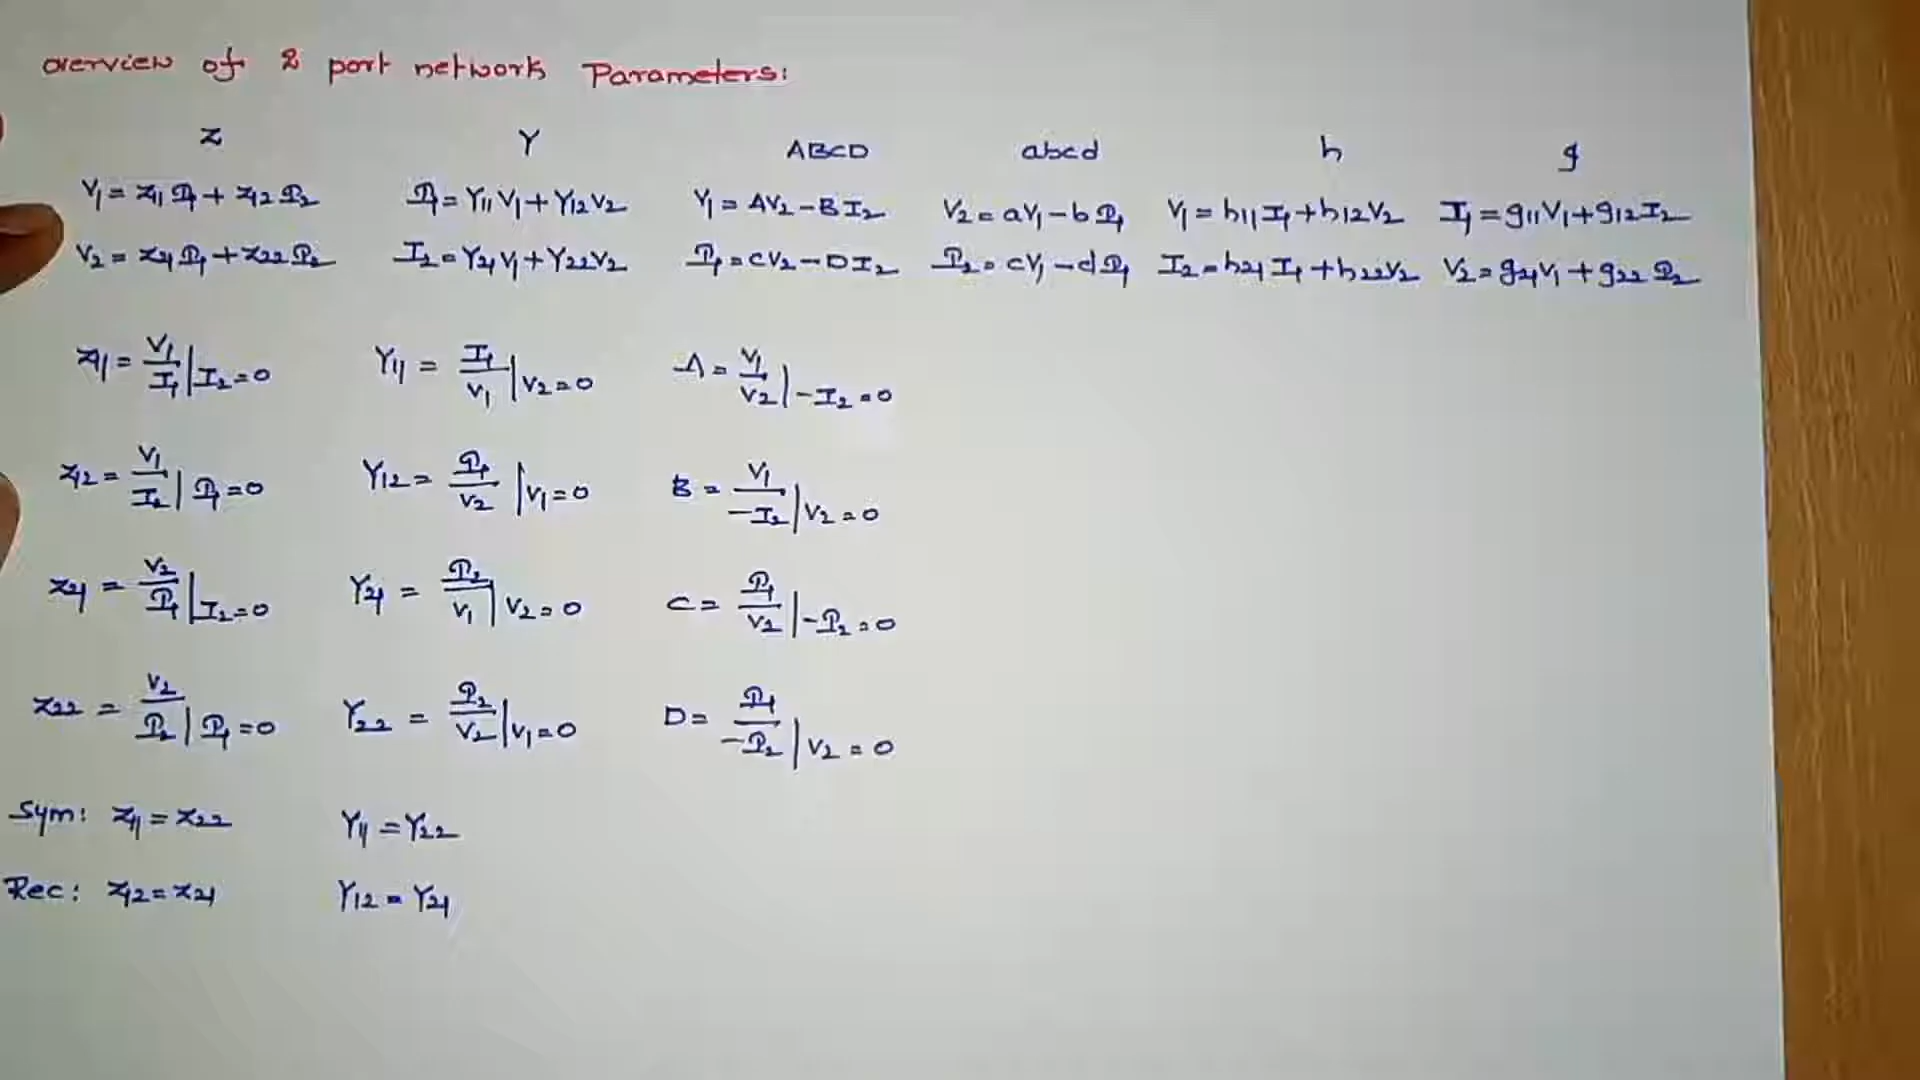 overview of 2 port network Parameters:
Z Y ABCD abcd h g
V1 = Z11 I1 + Z12 I2 I1 = Y11 V1 + Y12 V2 V1 = AV2 - BI2 V2 = aV1 - bI1 V1 = h11 I1 + h12 V2 I1 = g11 V1 + g12 I2
V2 = Z21 I1 + Z22 I2 I2 = Y21 V1 + Y22 V2 I1 = CV2 - DI2 I2 = cV1 - dI1 I2 = h21 I1 + h22 V2 V2 = g21 V1 + g22 I2
Z11 = V1/I1 | I2 = 0 Y11 = I1/V1 | V2 = 0 A = V1/V2 | -I2 = 0
Z12 = V1/I2 | I1 = 0 Y12 = I1/V2 | V1 = 0 B = V1/-I2 | V2 = 0
Z21 = V2/I1 | I2 = 0 Y21 = I2/V1 | V2 = 0 C = I1/V2 | -I2 = 0
Z22 = V2/I2 | I1 = 0 Y22 = I2/V2 | V1 = 0 D = I1/-I2 | V2 = 0
Sym: Z11 = Z22 Y11 = Y22
Rec: Z12 = Z21 Y12 = Y21